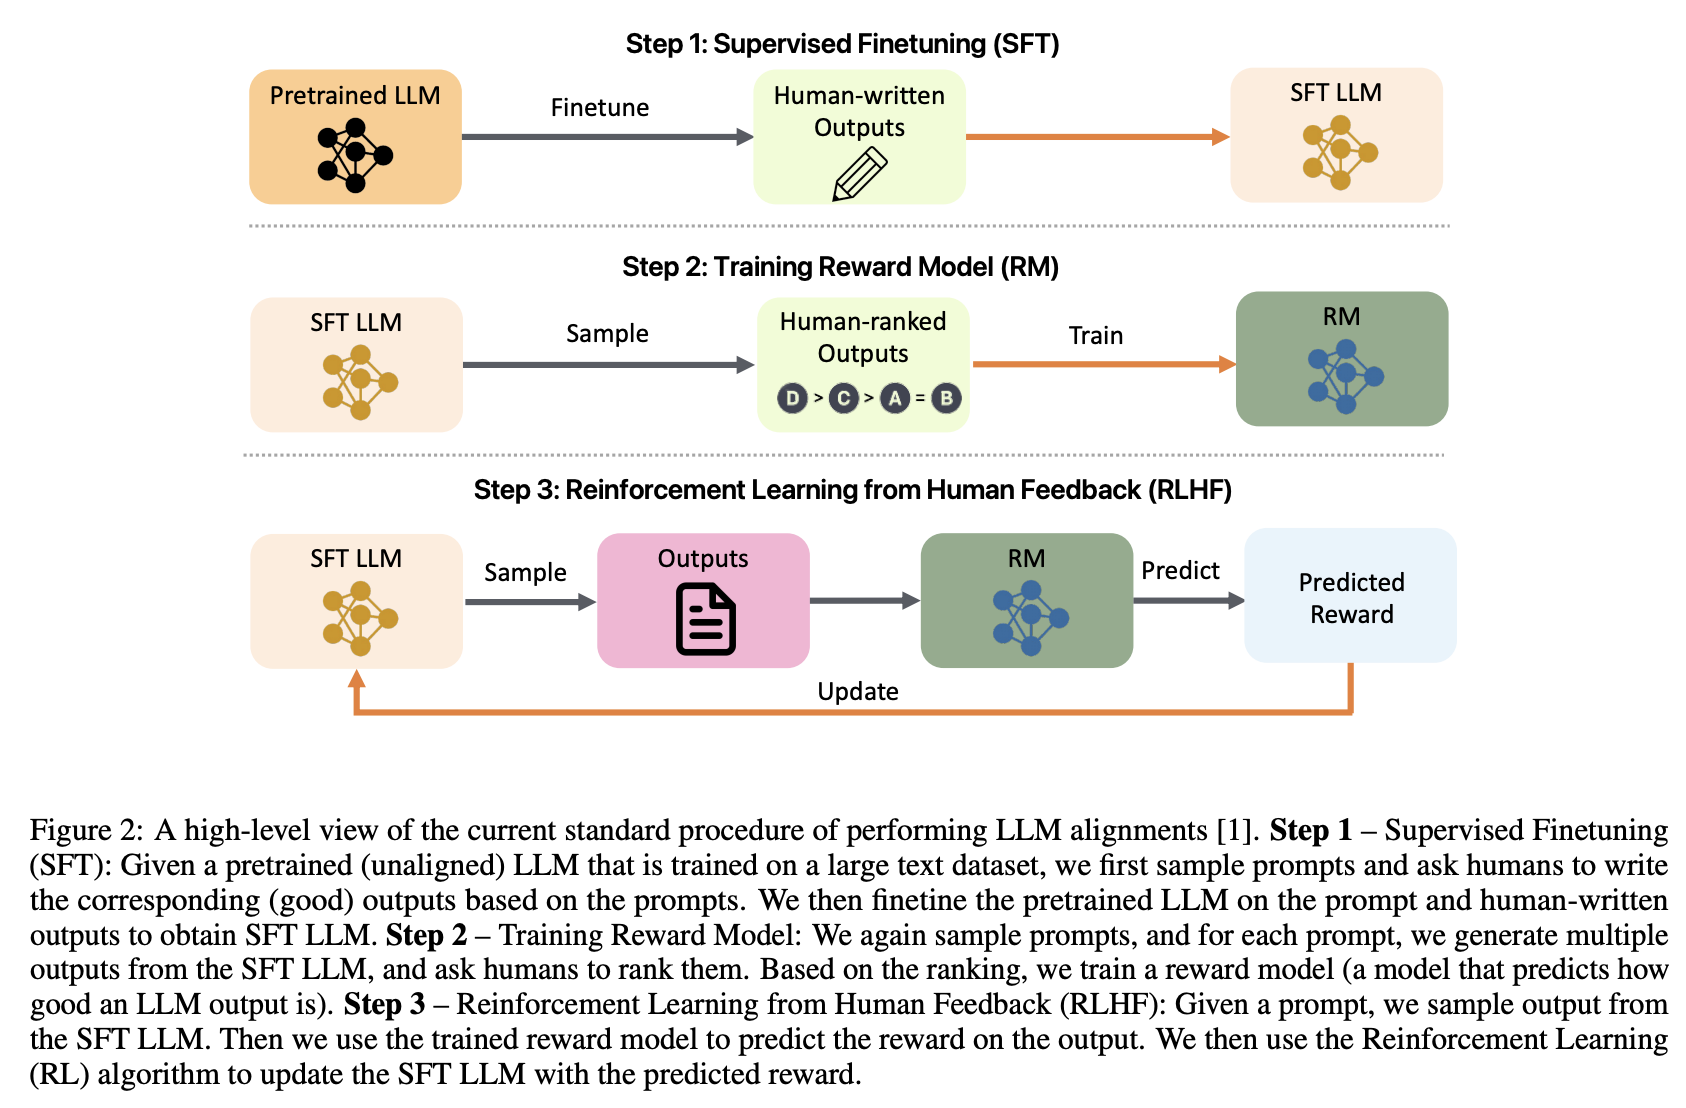 Step 1: Supervised Finetuning (SFT)
Pretrained LLM
Finetune
Human-written
Outputs
SFT LLM
Step 2: Training Reward Model (RM)
SFT LLM
Sample
Human-ranked
Outputs
D > C > A = B
Train
RM
Step 3: Reinforcement Learning from Human Feedback (RLHF)
SFT LLM
Sample
Outputs
RM
Predict
Predicted
Reward
Update
Figure 2: A high-level view of the current standard procedure of performing LLM alignments [1]. Step 1 – Supervised Finetuning
(SFT): Given a pretrained (unaligned) LLM that is trained on a large text dataset, we first sample prompts and ask humans to write
the corresponding (good) outputs based on the prompts. We then finetine the pretrained LLM on the prompt and human-written
outputs to obtain SFT LLM. Step 2 – Training Reward Model: We again sample prompts, and for each prompt, we generate multiple
outputs from the SFT LLM, and ask humans to rank them. Based on the ranking, we train a reward model (a model that predicts how
good an LLM output is). Step 3 – Reinforcement Learning from Human Feedback (RLHF): Given a prompt, we sample output from
the SFT LLM. Then we use the trained reward model to predict the reward on the output. We then use the Reinforcement Learning
(RL) algorithm to update the SFT LLM with the predicted reward.